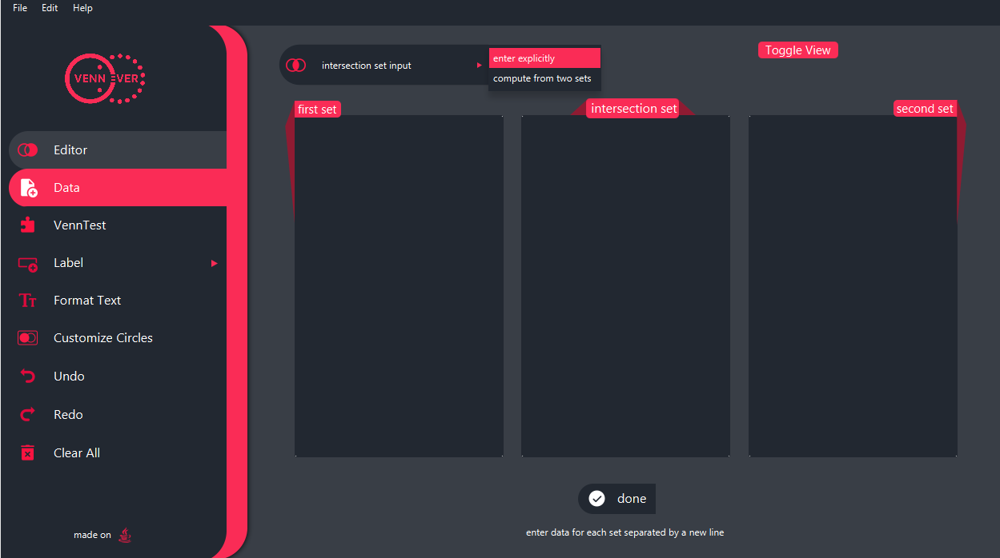 File Edit Help
VENN EVER
Editor
Data
VennTest
Label
Format Text
Customize Circles
Undo
Redo
Clear All
made on
intersection set input
enter explicitly
compute from two sets
Toggle View
first set
intersection set
second set
done
enter data for each set separated by a new line